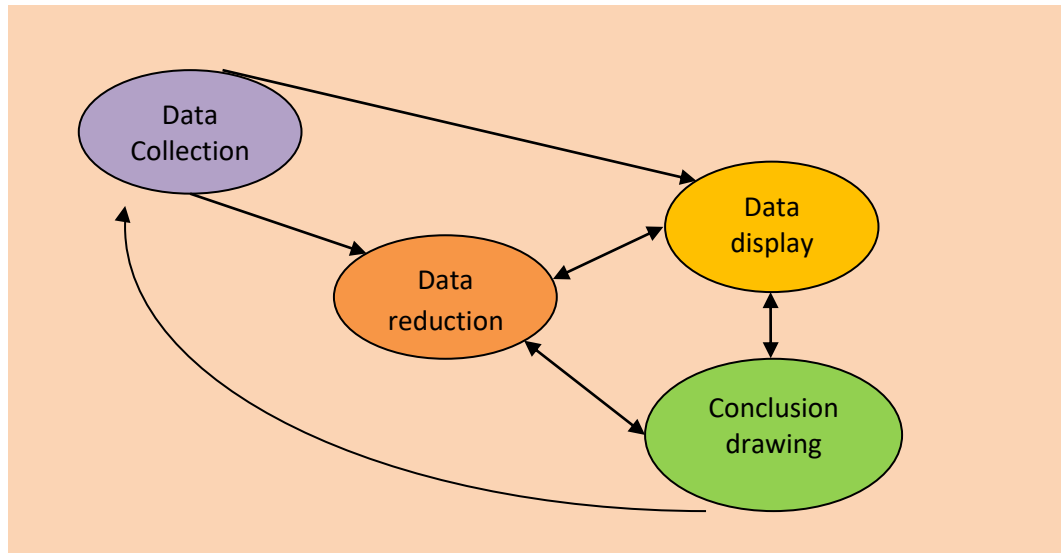 Data
Collection
Data
display
Data
reduction
Conclusion
drawing